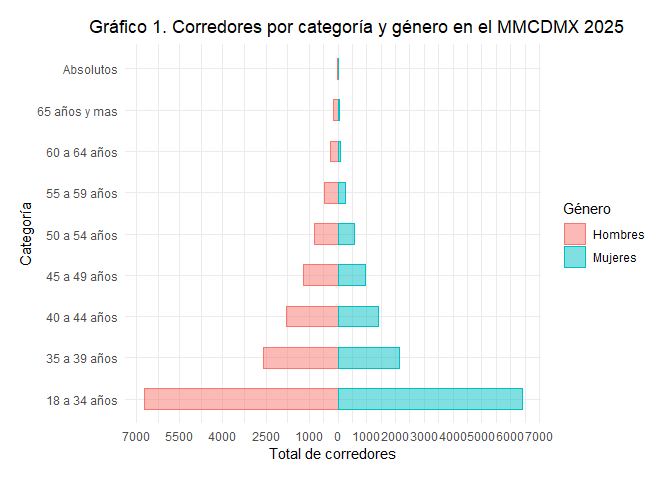 Gráfico 1. Corredores por categoría y género en el MMCDMX 2025
Categoría
Absolutos
65 años y mas
60 a 64 años
55 a 59 años
50 a 54 años
45 a 49 años
40 a 44 años
35 a 39 años
18 a 34 años
7000 5500 4000 2500 1000 0 1000 2000 3000 4000 5000 6000 7000
Total de corredores
Género
Hombres
Mujeres